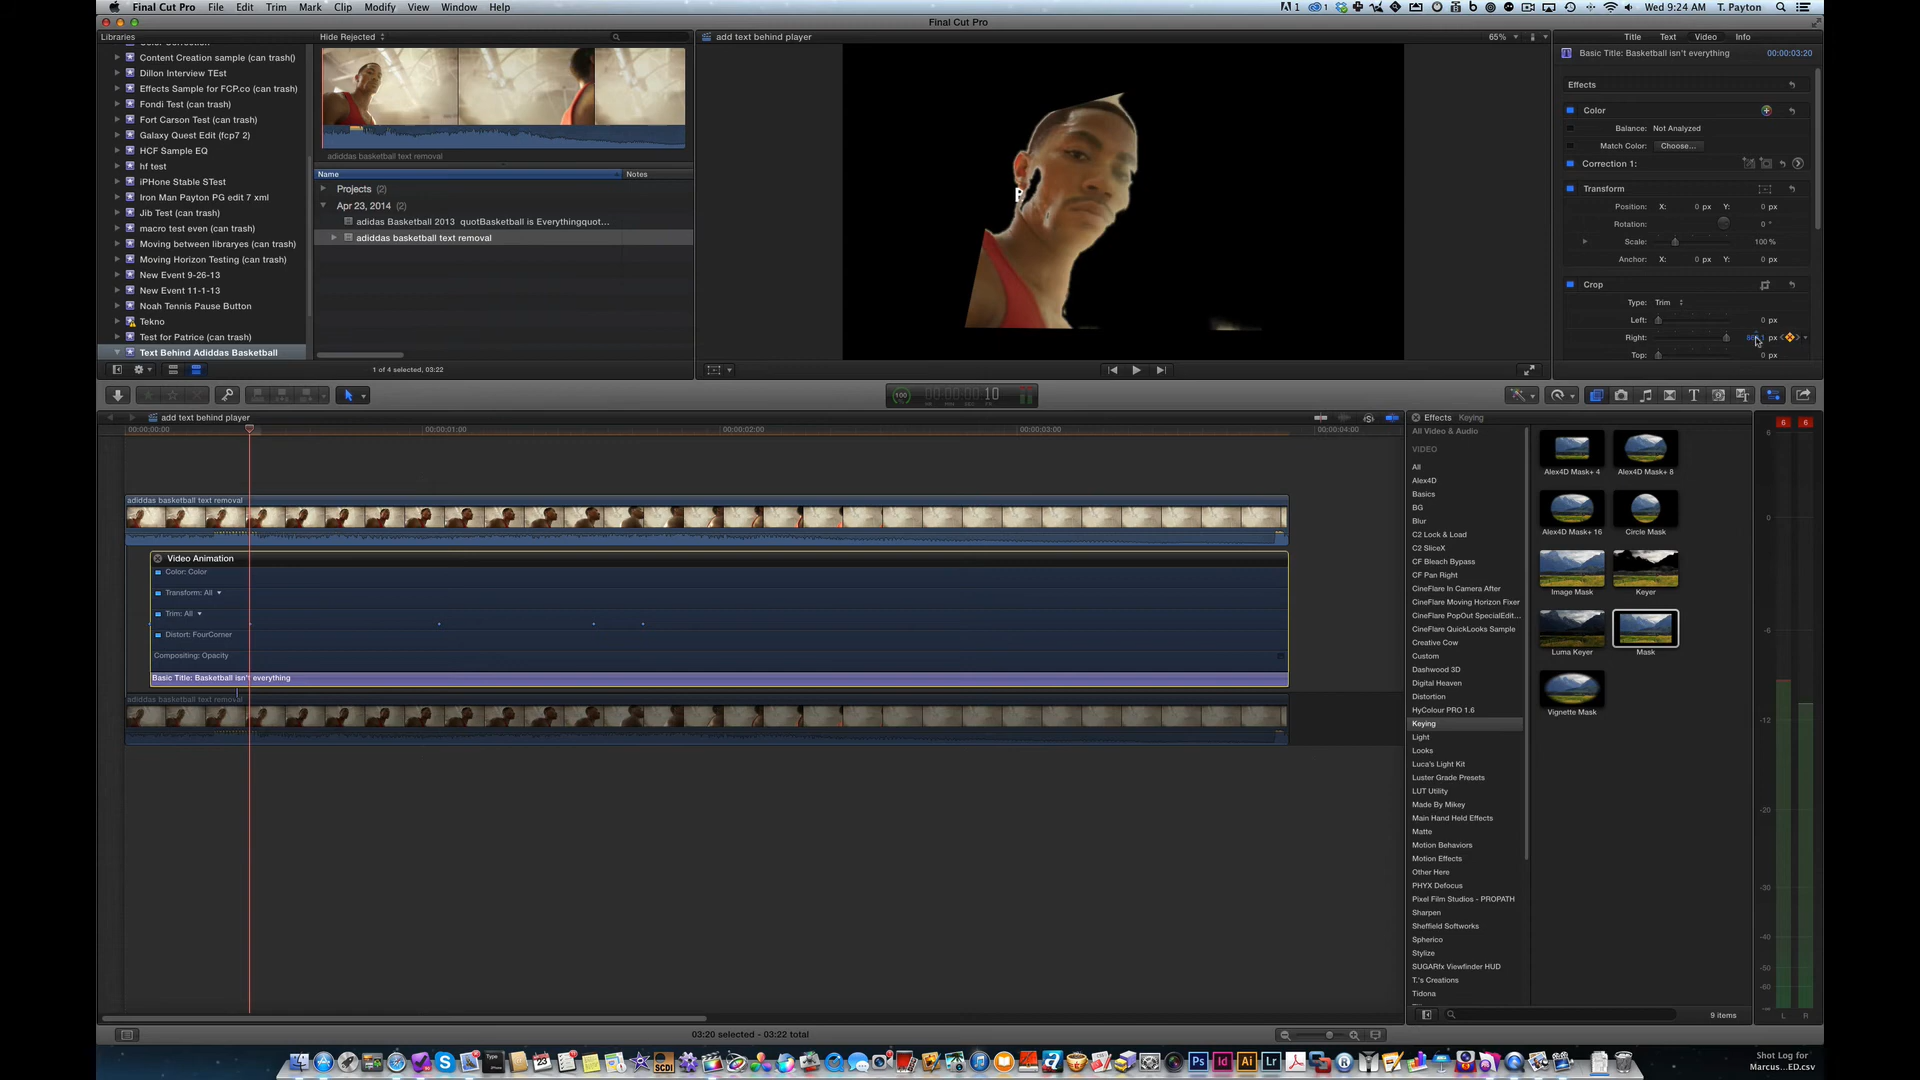 Final Cut Pro File Edit Trim Mark Clip Modify View Window Help
Wed 9:24 AM T. Payton
Final Cut Pro
Libraries
Content Creation sample (can trash()
Dillon Interview TEst
Effects Sample for FCP.co (can trash)
Fondi Test (can trash)
Fort Carson Test (can trash)
Galaxy Quest Edit (fcp7 2)
HCF Sample EQ
hf test
iPHone Stable STest
Iron Man Payton PG edit 7 xml
Jib Test (can trash)
macro test even (can trash)
Moving between libraryes (can trash)
Moving Horizon Testing (can trash)
New Event 9-26-13
New Event 11-1-13
Noah Tennis Pause Button
Tekno
Test for Patrice (can trash)
Text Behind Adiddas Basketball
Hide Rejected
adiddas basketball text removal
Name Notes
Projects (2)
Apr 23, 2014 (2)
adidas Basketball 2013 quotBasketball is Everythingquot...
adiddas basketball text removal
1 of 4 selected, 03:22
add text behind player
65%
Title Text Video Info
Basic Title: Basketball isn't everything 00:00:03:20
Effects
Color
Balance: Not Analyzed
Match Color: Choose...
Correction 1:
Transform
Position: X: 0 px Y: 0 px
Rotation: 0 °
Scale: 100 %
Anchor: X: 0 px Y: 0 px
Crop
Type: Trim
Left: 0 px
Right: px
Top: 0 px
100 00:00:00:10
add text behind player
00:00:00:00 00:00:01:00 00:00:02:00 00:00:03:00 00:00:04:00
adiddas basketball text removal
Video Animation
Color: Color
Transform: All
Trim: All
Distort: FourCorner
Compositing: Opacity
Basic Title: Basketball isn't everything
adiddas basketball text removal
03:20 selected - 03:22 total
Effects Keying
All Video & Audio
VIDEO
All
Alex4D
Basics
BG
Blur
C2 Lock & Load
C2 SliceX
CF Bleach Bypass
CF Pan Right
CineFlare In Camera After
CineFlare Moving Horizon Fixer
CineFlare PopOut SpecialEdit...
CineFlare QuickLooks Sample
Creative Cow
Custom
Dashwood 3D
Digital Heaven
Distortion
HyColour PRO 1.6
Keying
Light
Looks
Luca's Light Kit
Luster Grade Presets
LUT Utility
Made By Mikey
Main Hand Held Effects
Matte
Motion Behaviors
Motion Effects
Other Here
PHYX Defocus
Pixel Film Studios - PROPATH
Sharpen
Sheffield Softworks
Spherico
Stylize
SUGARfx Viewfinder HUD
T.'s Creations
Tidona
Alex4D Mask+ 4
Alex4D Mask+ 8
Alex4D Mask+ 16
Circle Mask
Image Mask
Keyer
Luma Keyer
Mask
Vignette Mask
9 items
6 6
6
0
-6
-12
-20
-30
-40
-50
-60
L R
Shot Log for
Marcus....ED.csv